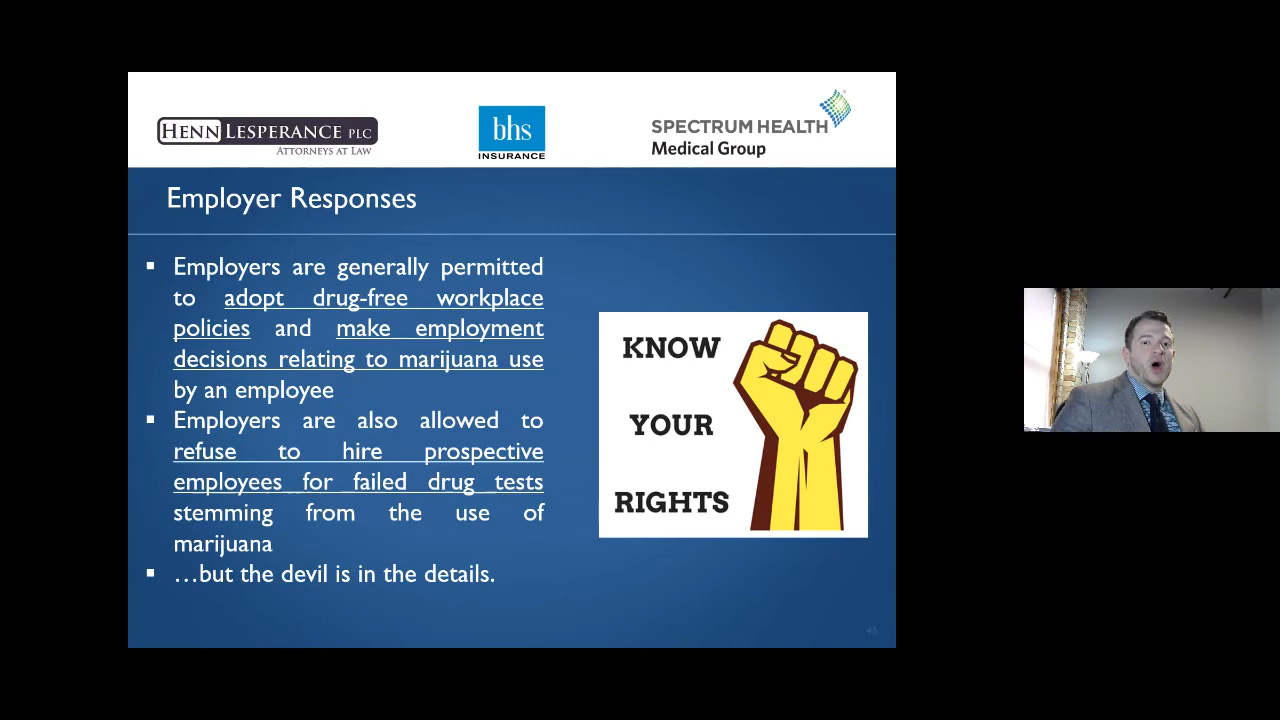 HENN LESPERANCE PLC
ATTORNEYS AT LAW
bhs
INSURANCE
SPECTRUM HEALTH
Medical Group
Employer Responses
▪ Employers are generally permitted
to adopt drug-free workplace
policies and make employment
decisions relating to marijuana use
by an employee
▪ Employers are also allowed to
refuse to hire prospective
employees for failed drug tests
stemming from the use of
marijuana
▪ …but the devil is in the details.
KNOW
YOUR
RIGHTS
45